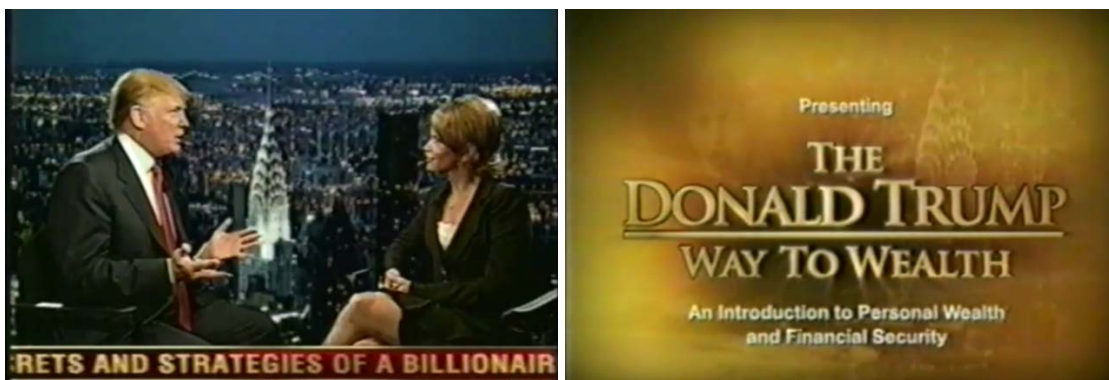 :RETS AND STRATEGIES OF A BILLIONAIR
Presenting
THE
DONALD TRUMP
WAY TO WEALTH
An Introduction to Personal Wealth
and Financial Security